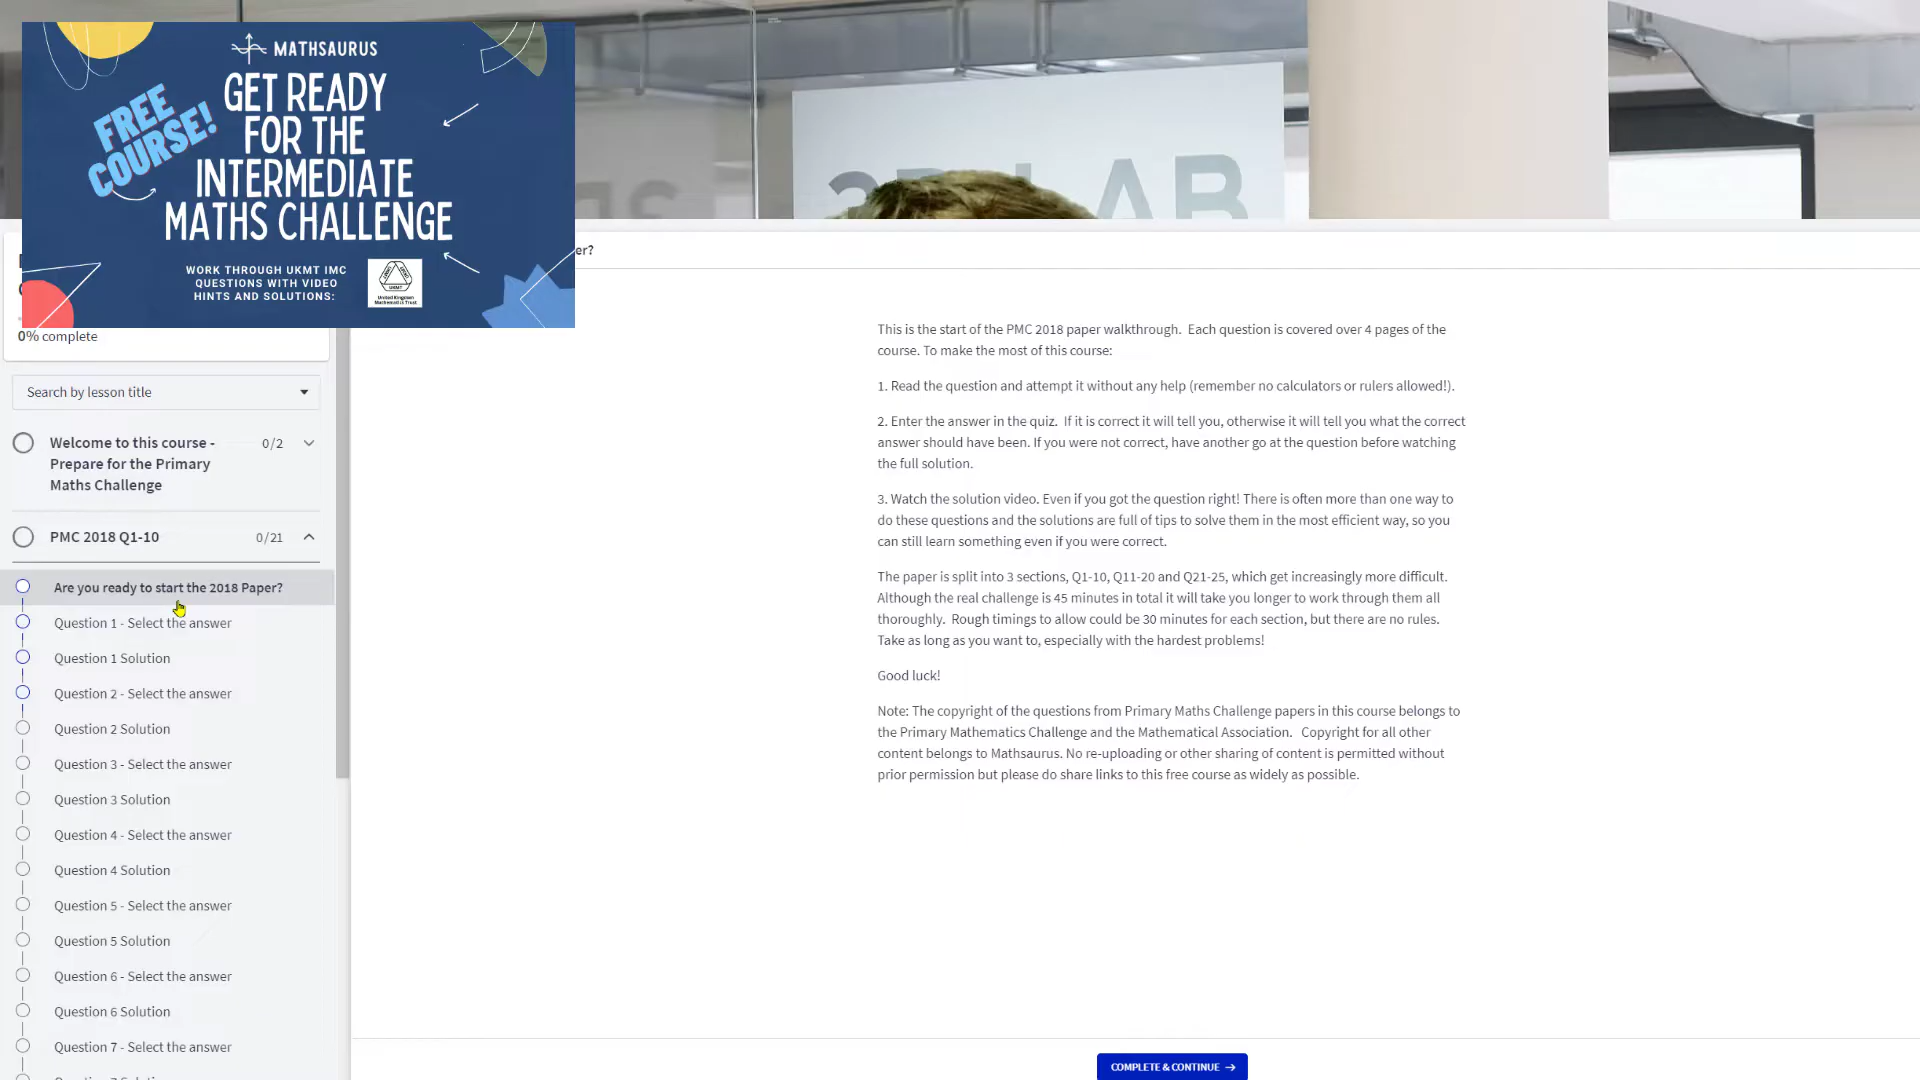 MATHSAURUS
FREE
COURSE!
GET READY
FOR THE
INTERMEDIATE
MATHS CHALLENGE
WORK THROUGH UKMT IMC
QUESTIONS WITH VIDEO
HINTS AND SOLUTIONS:
UKMT
United Kingdom
Mathematics Trust
LAB
er?
0% complete
Search by lesson title
Welcome to this course -
Prepare for the Primary
Maths Challenge
0/2
PMC 2018 Q1-10
0/21
Are you ready to start the 2018 Paper?
Question 1 - Select the answer
Question 1 Solution
Question 2 - Select the answer
Question 2 Solution
Question 3 - Select the answer
Question 3 Solution
Question 4 - Select the answer
Question 4 Solution
Question 5 - Select the answer
Question 5 Solution
Question 6 - Select the answer
Question 6 Solution
Question 7 - Select the answer
This is the start of the PMC 2018 paper walkthrough. Each question is covered over 4 pages of the
course. To make the most of this course:
1. Read the question and attempt it without any help (remember no calculators or rulers allowed!).
2. Enter the answer in the quiz. If it is correct it will tell you, otherwise it will tell you what the correct
answer should have been. If you were not correct, have another go at the question before watching
the full solution.
3. Watch the solution video. Even if you got the question right! There is often more than one way to
do these questions and the solutions are full of tips to solve them in the most efficient way, so you
can still learn something even if you were correct.
The paper is split into 3 sections, Q1-10, Q11-20 and Q21-25, which get increasingly more difficult.
Although the real challenge is 45 minutes in total it will take you longer to work through them all
thoroughly. Rough timings to allow could be 30 minutes for each section, but there are no rules.
Take as long as you want to, especially with the hardest problems!
Good luck!
Note: The copyright of the questions from Primary Maths Challenge papers in this course belongs to
the Primary Mathematics Challenge and the Mathematical Association. Copyright for all other
content belongs to Mathsaurus. No re-uploading or other sharing of content is permitted without
prior permission but please do share links to this free course as widely as possible.
COMPLETE & CONTINUE →